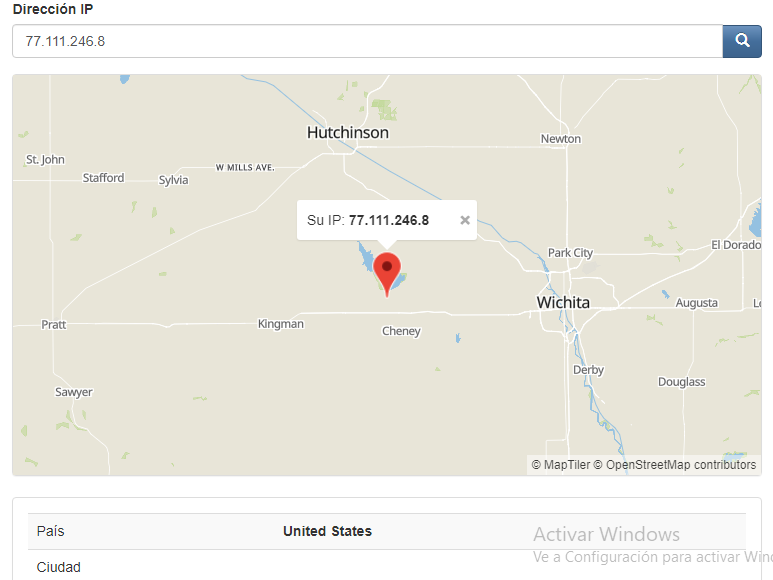 Dirección IP
77.111.246.8
Hutchinson
Newton
St. John
W MILLS AVE.
Stafford
Sylvia
Su IP: 77.111.246.8 ×
El Dorado
Park City
Wichita
Augusta
Pratt
Kingman
Cheney
Derby
Douglass
Sawyer
© MapTiler © OpenStreetMap contributors
País United States
Activar Windows
Ve a Configuración para activar Win
Ciudad